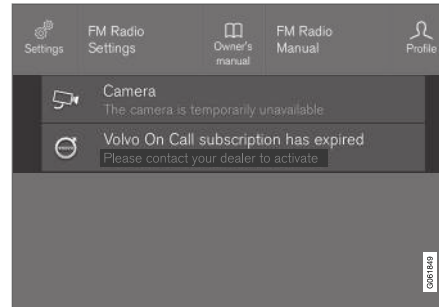 Settings
FM Radio
Settings
Owner's
manual
FM Radio
Manual
Profile
Camera
The camera is temporarily unavailable
Volvo On Call subscription has expired
Please contact your dealer to activate
G061849